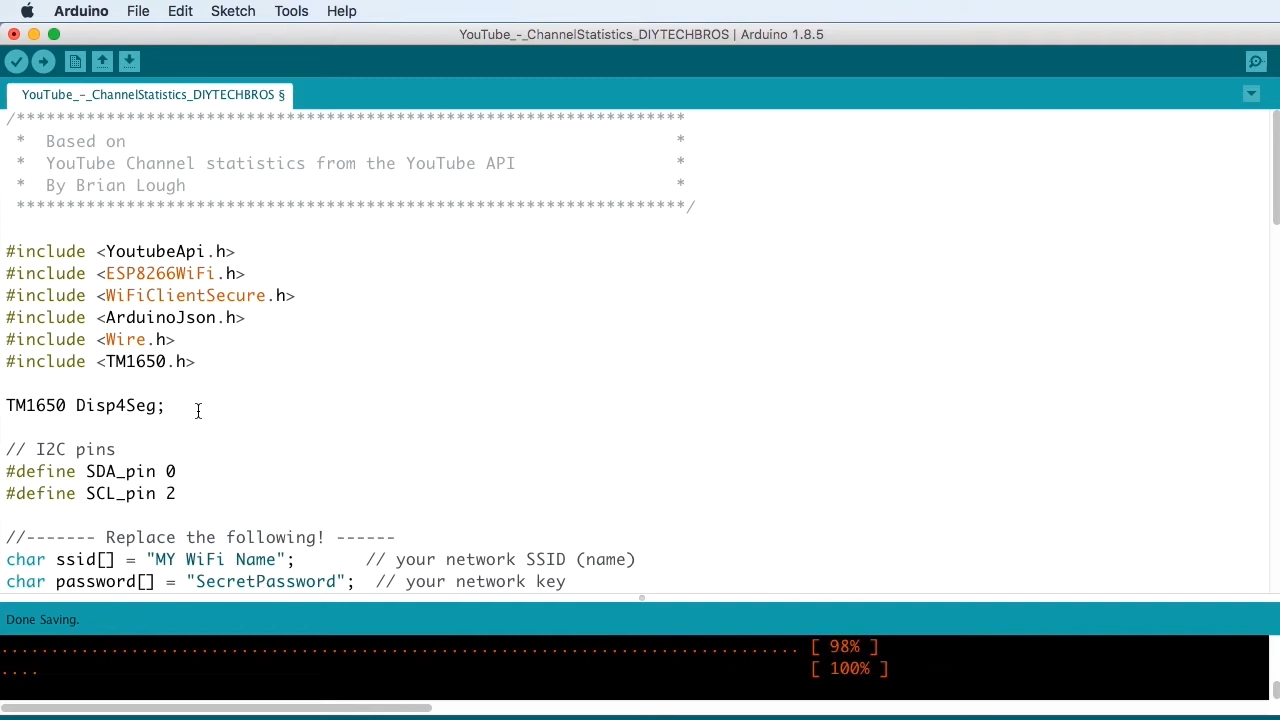 Arduino File Edit Sketch Tools Help
YouTube_-_ChannelStatistics_DIYTECHBROS | Arduino 1.8.5
YouTube_-_ChannelStatistics_DIYTECHBROS §
/*******************************************************************
 *  Based on                                                       *
 *  YouTube Channel statistics from the YouTube API                *
 *  By Brian Lough                                                 *
 *******************************************************************/
#include <YoutubeApi.h>
#include <ESP8266WiFi.h>
#include <WiFiClientSecure.h>
#include <ArduinoJson.h>
#include <Wire.h>
#include <TM1650.h>
TM1650 Disp4Seg;
// I2C pins
#define SDA_pin 0
#define SCL_pin 2
//------- Replace the following! ------
char ssid[] = "MY WiFi Name";       // your network SSID (name)
char password[] = "SecretPassword";  // your network key
Done Saving.
................................................................................ [ 98% ]
.... [ 100% ]